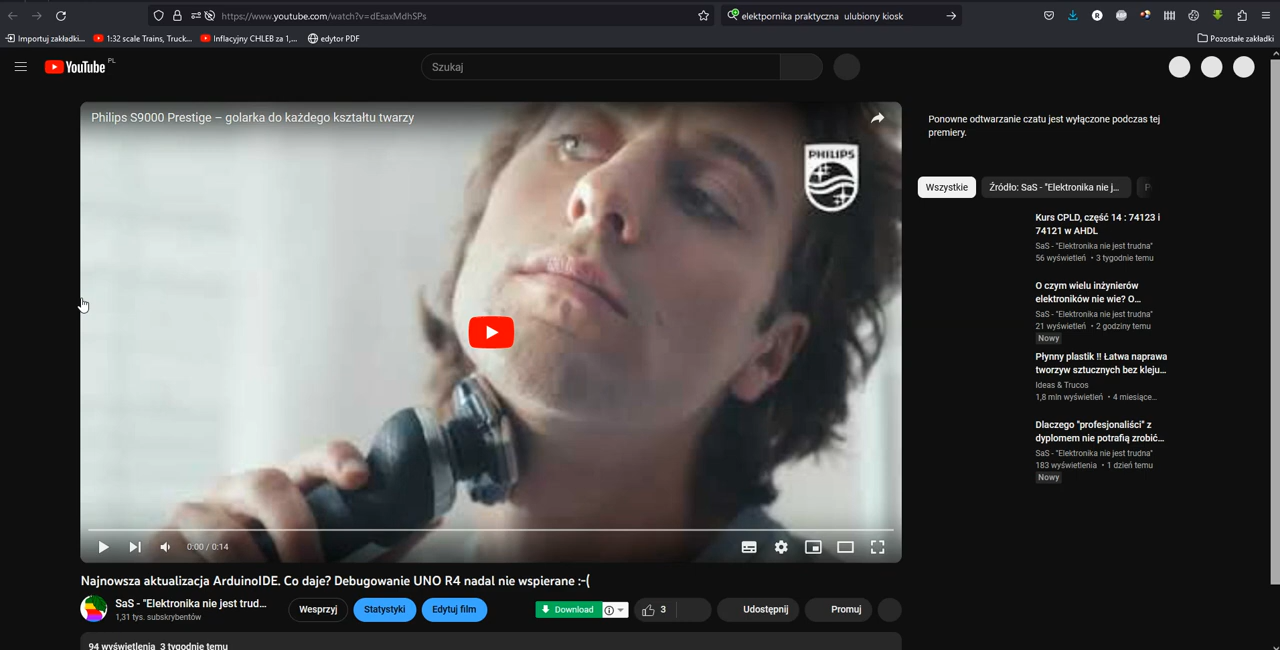 https://www.youtube.com/watch?v=dEsaxMdhSPs
elektpornika praktyczna ulubiony kiosk
Importuj zakładki...
1:32 scale Trains, Truck...
Inflacyjny CHLEB za 1,...
edytor PDF
Pozostałe zakładki
YouTube PL
Szukaj
Philips S9000 Prestige – golarka do każdego kształtu twarzy
PHILIPS
Ponowne odtwarzanie czatu jest wyłączone podczas tej
premiery.
Wszystkie
Źródło: SaS - "Elektronika nie j...
Kurs CPLD, część 14 : 74123 i
74121 w AHDL
SaS - "Elektronika nie jest trudna"
56 wyświetleń • 3 tygodnie temu
O czym wielu inżynierów
elektroników nie wie? O...
SaS - "Elektronika nie jest trudna"
21 wyświetleń • 2 godziny temu
Nowy
Płynny plastik !! Łatwa naprawa
tworzyw sztucznych bez kleju...
Ideas & Trucos
1,8 mln wyświetleń • 4 miesiące...
Dlaczego "profesjonaliści" z
dyplomem nie potrafią zrobić...
SaS - "Elektronika nie jest trudna"
183 wyświetlenia • 1 dzień temu
Nowy
0:00 / 0:14
Najnowsza aktualizacja ArduinoIDE. Co daje? Debugowanie UNO R4 nadal nie wspierane :-(
SaS - "Elektronika nie jest trud...
1,31 tys. subskrybentów
Wesprzyj
Statystyki
Edytuj film
Download
3
Udostępnij
Promuj
94 wyświetlenia 3 tygodnie temu